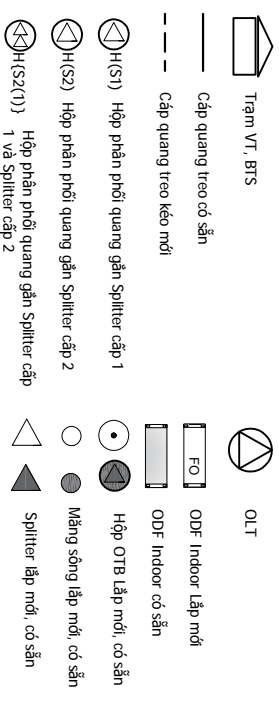 Trạm VT, BTS
Cáp quang treo có sẵn
Cáp quang treo kéo mới
H(S1) Hộp phân phối quang gắn Splitter cấp 1
H(S2) Hộp phân phối quang gắn Splitter cấp 2
H{S2(1)} Hộp phân phối quang gắn Splitter cấp
1 và Splitter cấp 2
OLT
FO ODF Indoor Lắp mới
ODF Indoor có sẵn
Hộp OTB Lắp mới, có sẵn
Măng sông lắp mới, có sẵn
Splitter lắp mới, có sẵn